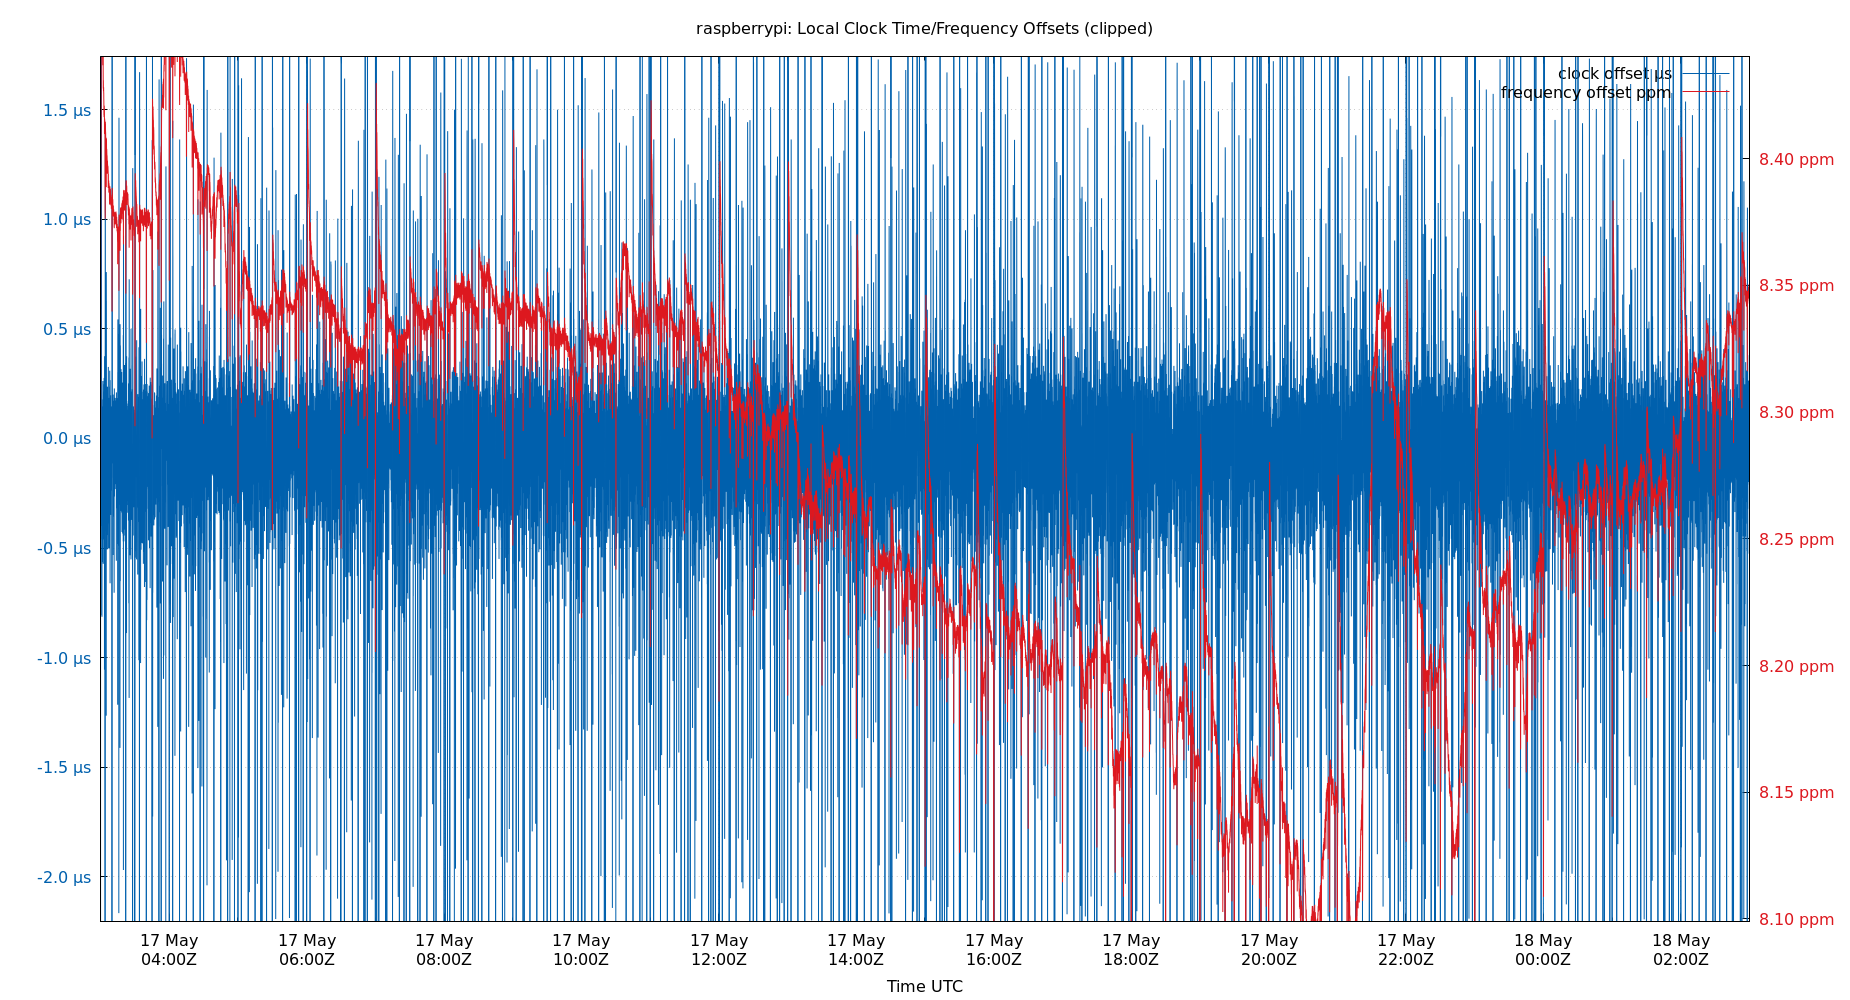 raspberrypi: Local Clock Time/Frequency Offsets (clipped)
clock offset µs
frequency offset ppm
1.5 µs
1.0 µs
0.5 µs
0.0 µs
-0.5 µs
-1.0 µs
-1.5 µs
-2.0 µs
8.40 ppm
8.35 ppm
8.30 ppm
8.25 ppm
8.20 ppm
8.15 ppm
8.10 ppm
17 May 17 May 17 May 17 May 17 May 17 May 17 May 17 May 17 May 17 May 18 May 18 May
04:00Z 06:00Z 08:00Z 10:00Z 12:00Z 14:00Z 16:00Z 18:00Z 20:00Z 22:00Z 00:00Z 02:00Z
Time UTC